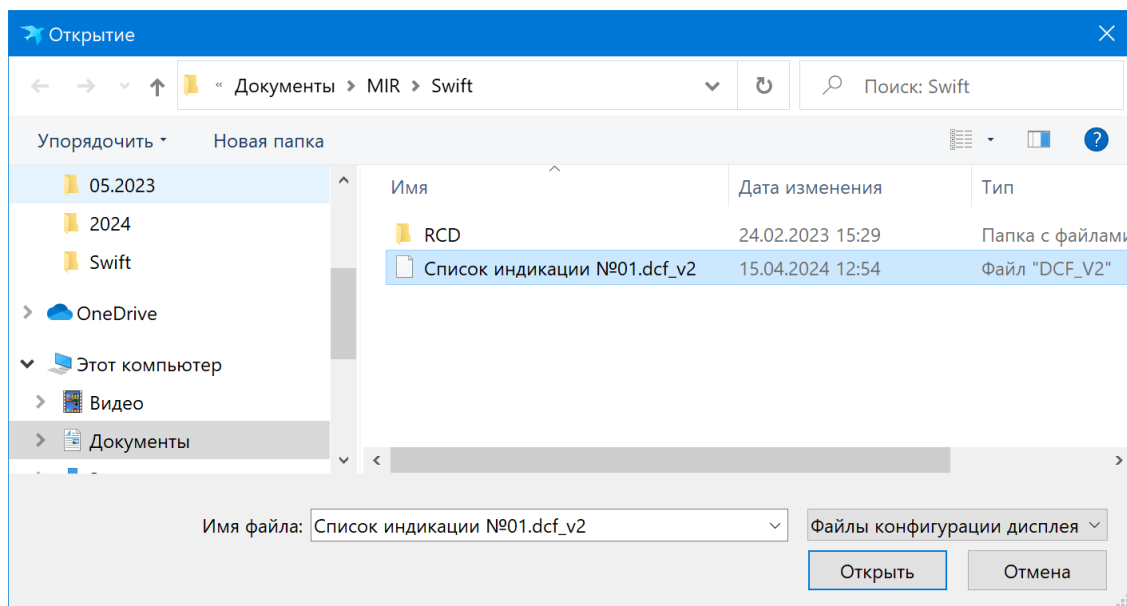 Открытие
« Документы > MIR > Swift
Поиск: Swift
Упорядочить
Новая папка
?
05.2023
2024
Swift
OneDrive
Этот компьютер
Видео
Документы
Имя
Дата изменения
Тип
RCD
24.02.2023 15:29
Папка с файлами
Список индикации №01.dcf_v2
15.04.2024 12:54
Файл "DCF_V2"
Имя файла:
Список индикации №01.dcf_v2
Файлы конфигурации дисплея
Открыть
Отмена